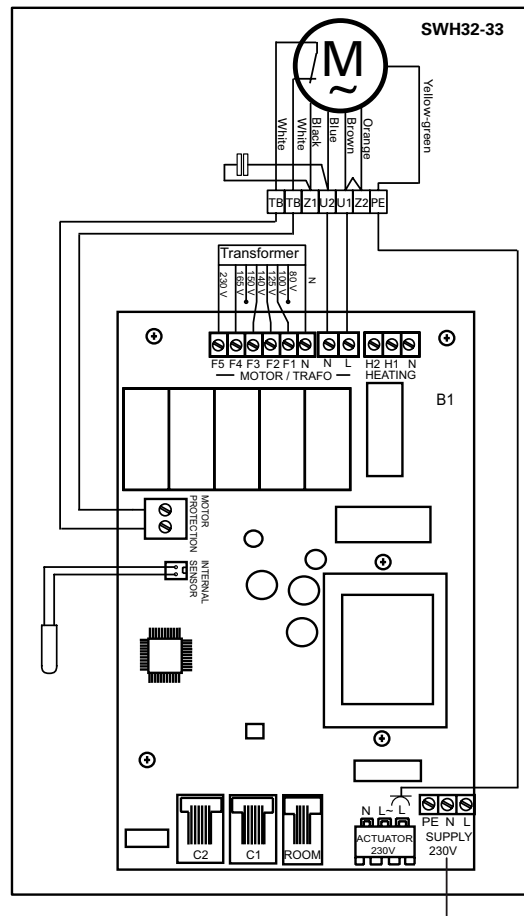 SWH32-33
M
~
White
White
Black
Blue
Brown
Orange
Yellow-green
TB TB Z1 U2 U1 Z2 PE
Transformer
230 V
165 V
150 V
140 V
125 V
100 V
80 V
N
F5 F4 F3 F2 F1 N N L H2 H1 N
MOTOR / TRAFO
HEATING
B1
MOTOR
PROTECTION
INTERNAL
SENSOR
N L~ L
PE N L
ACTUATOR
230V
SUPPLY
230V
C2 C1 ROOM